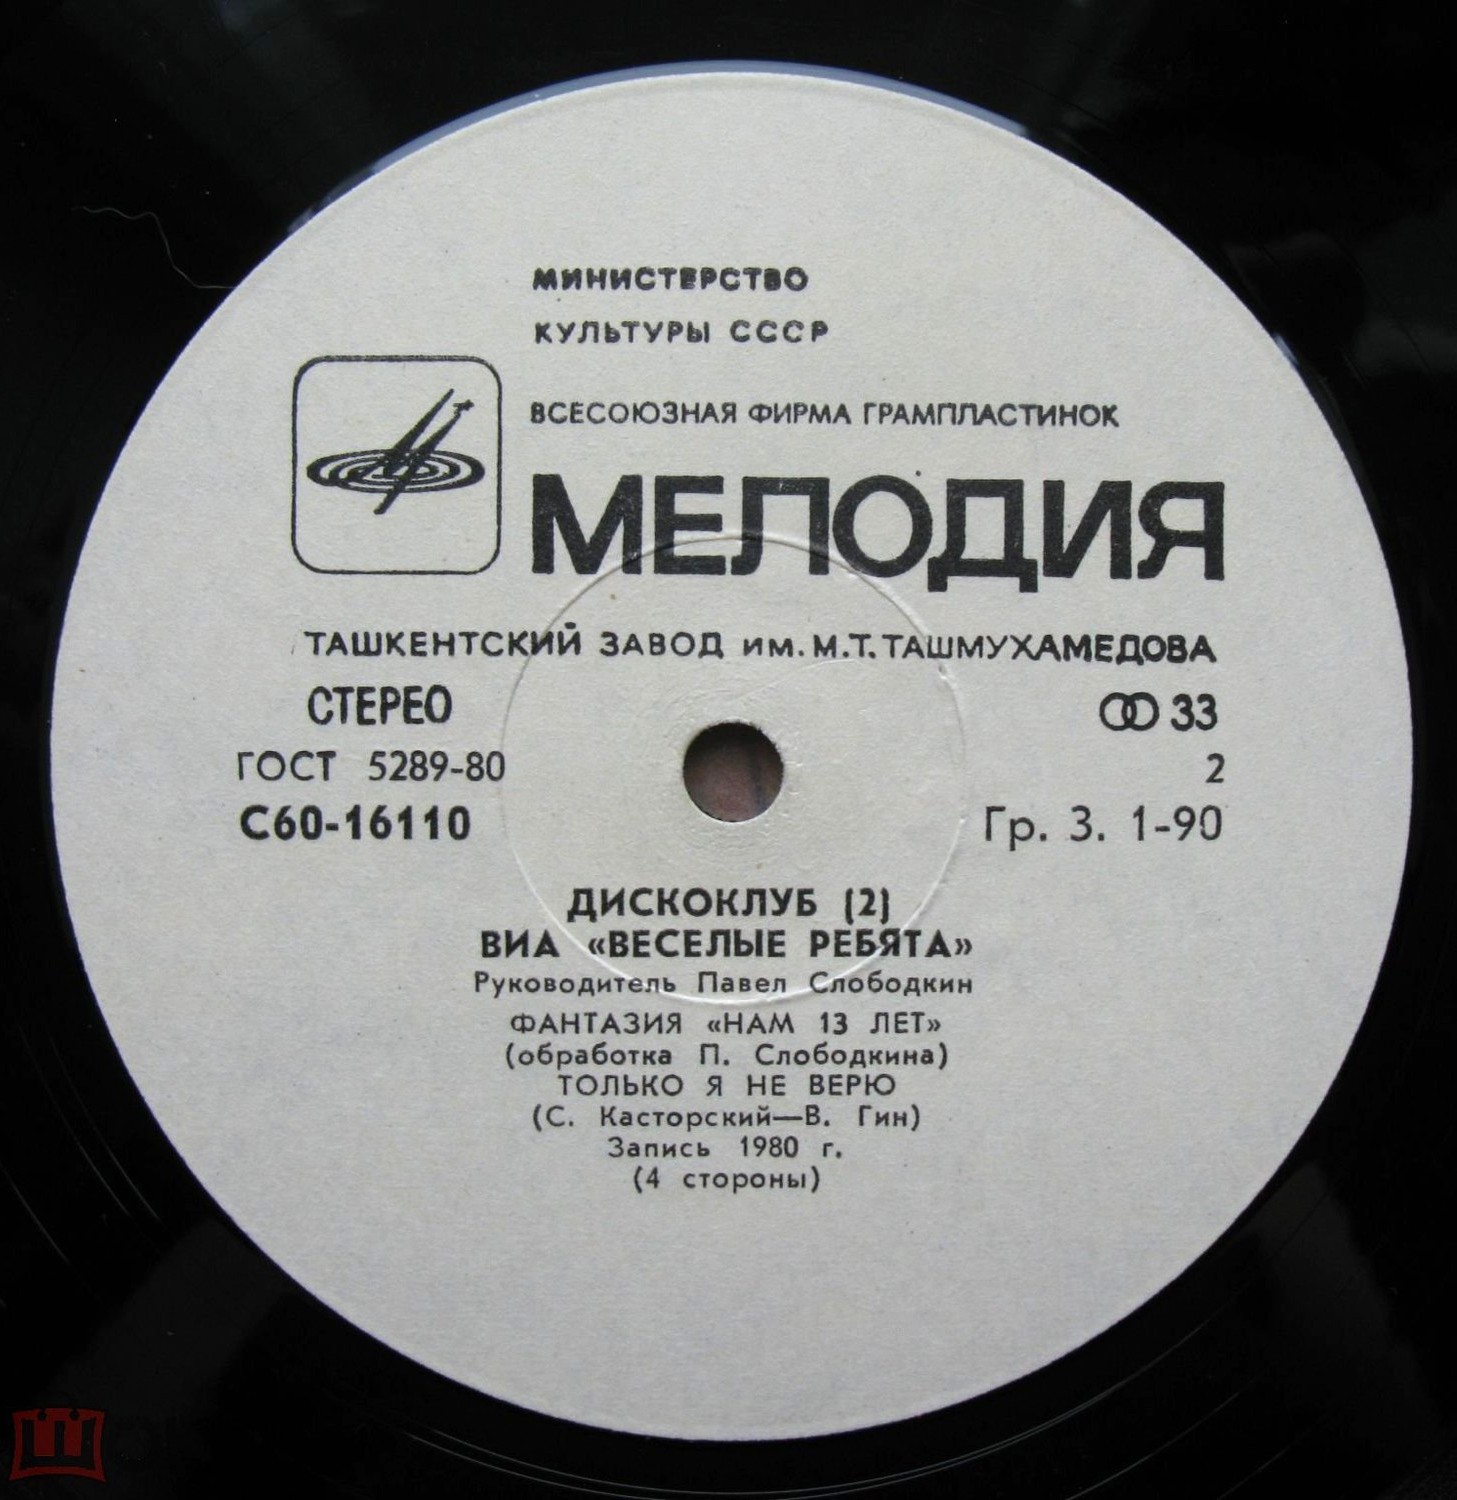 МИНИСТЕРСТВО
КУЛЬТУРЫ СССР
ВСЕСОЮЗНАЯ ФИРМА ГРАМПЛАСТИНОК
МЕЛОДИЯ
ТАШКЕНТСКИЙ ЗАВОД им. М.Т. ТАШМУХАМЕДОВА
СТЕРЕО 33
ГОСТ 5289-80 2
С60-16110 Гр. 3. 1-90
ДИСКОКЛУБ (2)
ВИА «ВЕСЕЛЫЕ РЕБЯТА»
Руководитель Павел Слободкин
ФАНТАЗИЯ «НАМ 13 ЛЕТ»
(обработка П. Слободкина)
ТОЛЬКО Я НЕ ВЕРЮ
(С. Касторский—В. Гин)
Запись 1980 г.
(4 стороны)